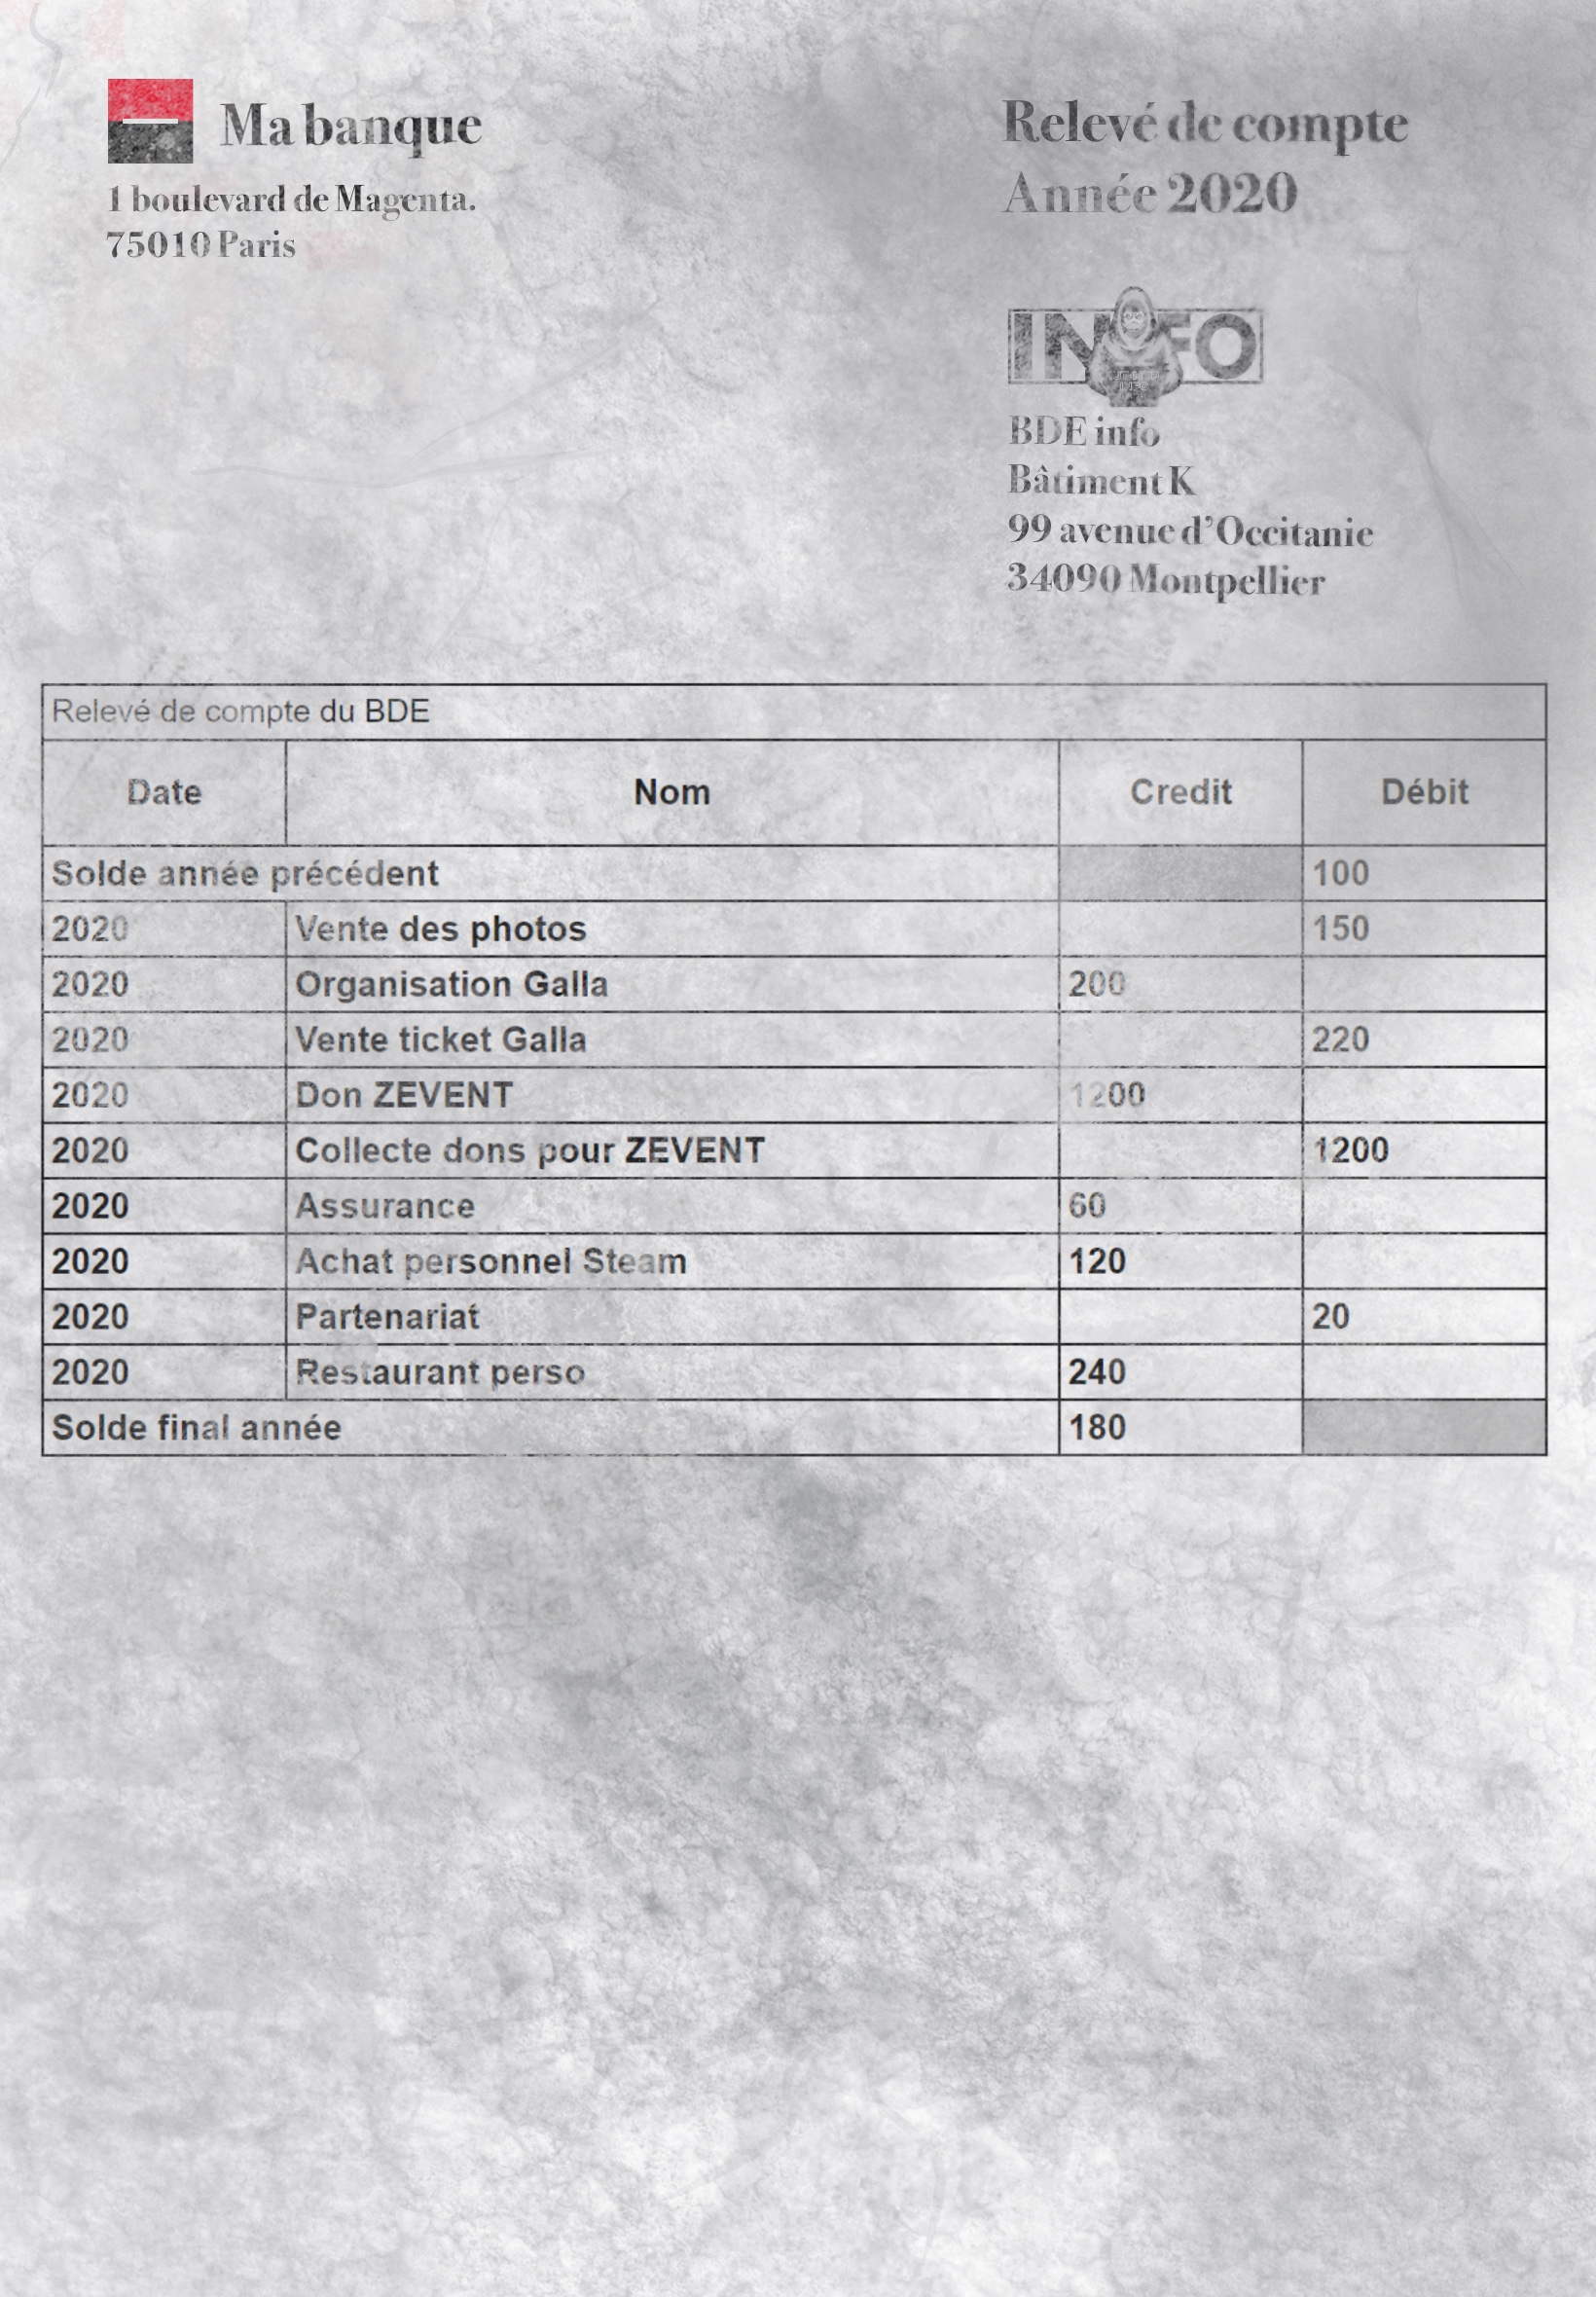 Ma banque
1 boulevard de Magenta.
75010 Paris
Relevé de compte
Année 2020
INFO
BDE info
Bâtiment K
99 avenue d'Occitanie
34090 Montpellier
Relevé de compte du BDE
Date Nom Credit Débit
Solde année précédent 100
2020 Vente des photos 150
2020 Organisation Galla 200
2020 Vente ticket Galla 220
2020 Don ZEVENT 1200
2020 Collecte dons pour ZEVENT 1200
2020 Assurance 60
2020 Achat personnel Steam 120
2020 Partenariat 20
2020 Restaurant perso 240
Solde final année 180